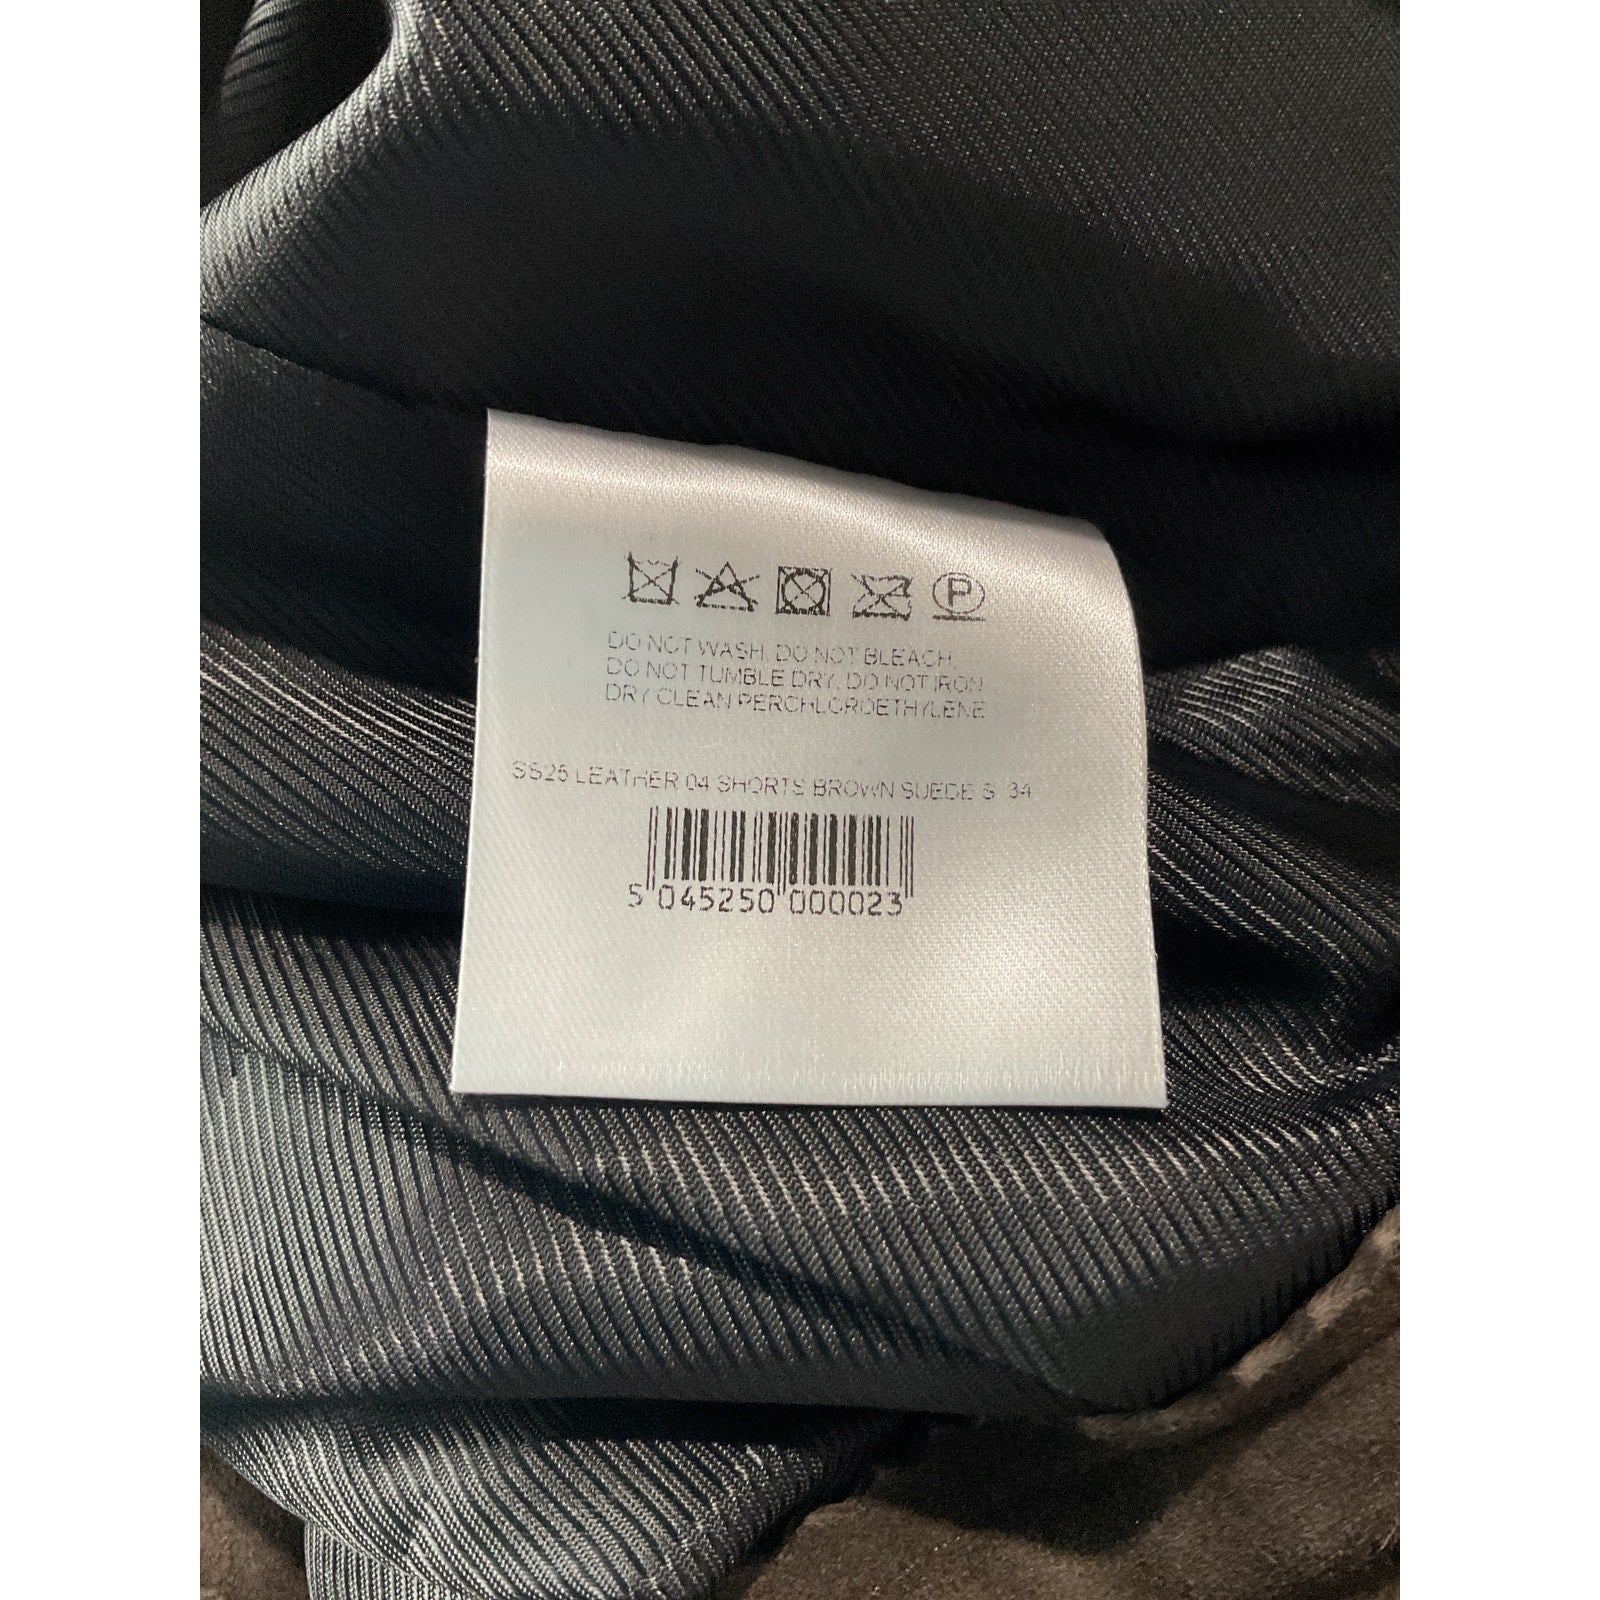 DO NOT WASH. DO NOT BLEACH.
DO NOT TUMBLE DRY. DO NOT IRON
DRY CLEAN PERCHLOROETHYLENE
SS25 LEATHER 04 SHORTS BROWN SUEDE S 34
5 045250 000023